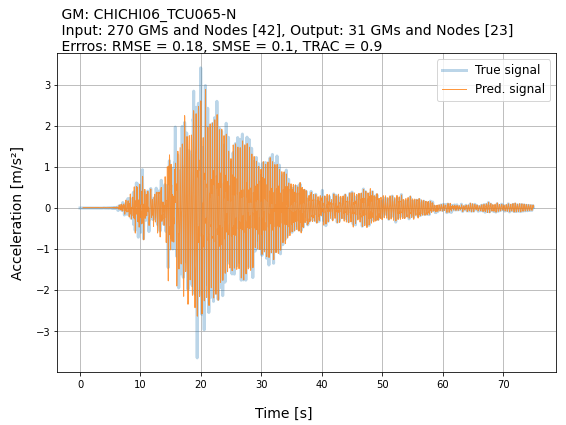 GM: CHICHI06_TCU065-N
Input: 270 GMs and Nodes [42], Output: 31 GMs and Nodes [23]
Errros: RMSE = 0.18, SMSE = 0.1, TRAC = 0.9
True signal
Pred. signal
Acceleration [m/s²]
3
2
1
0
−1
−2
−3
0 10 20 30 40 50 60 70
Time [s]